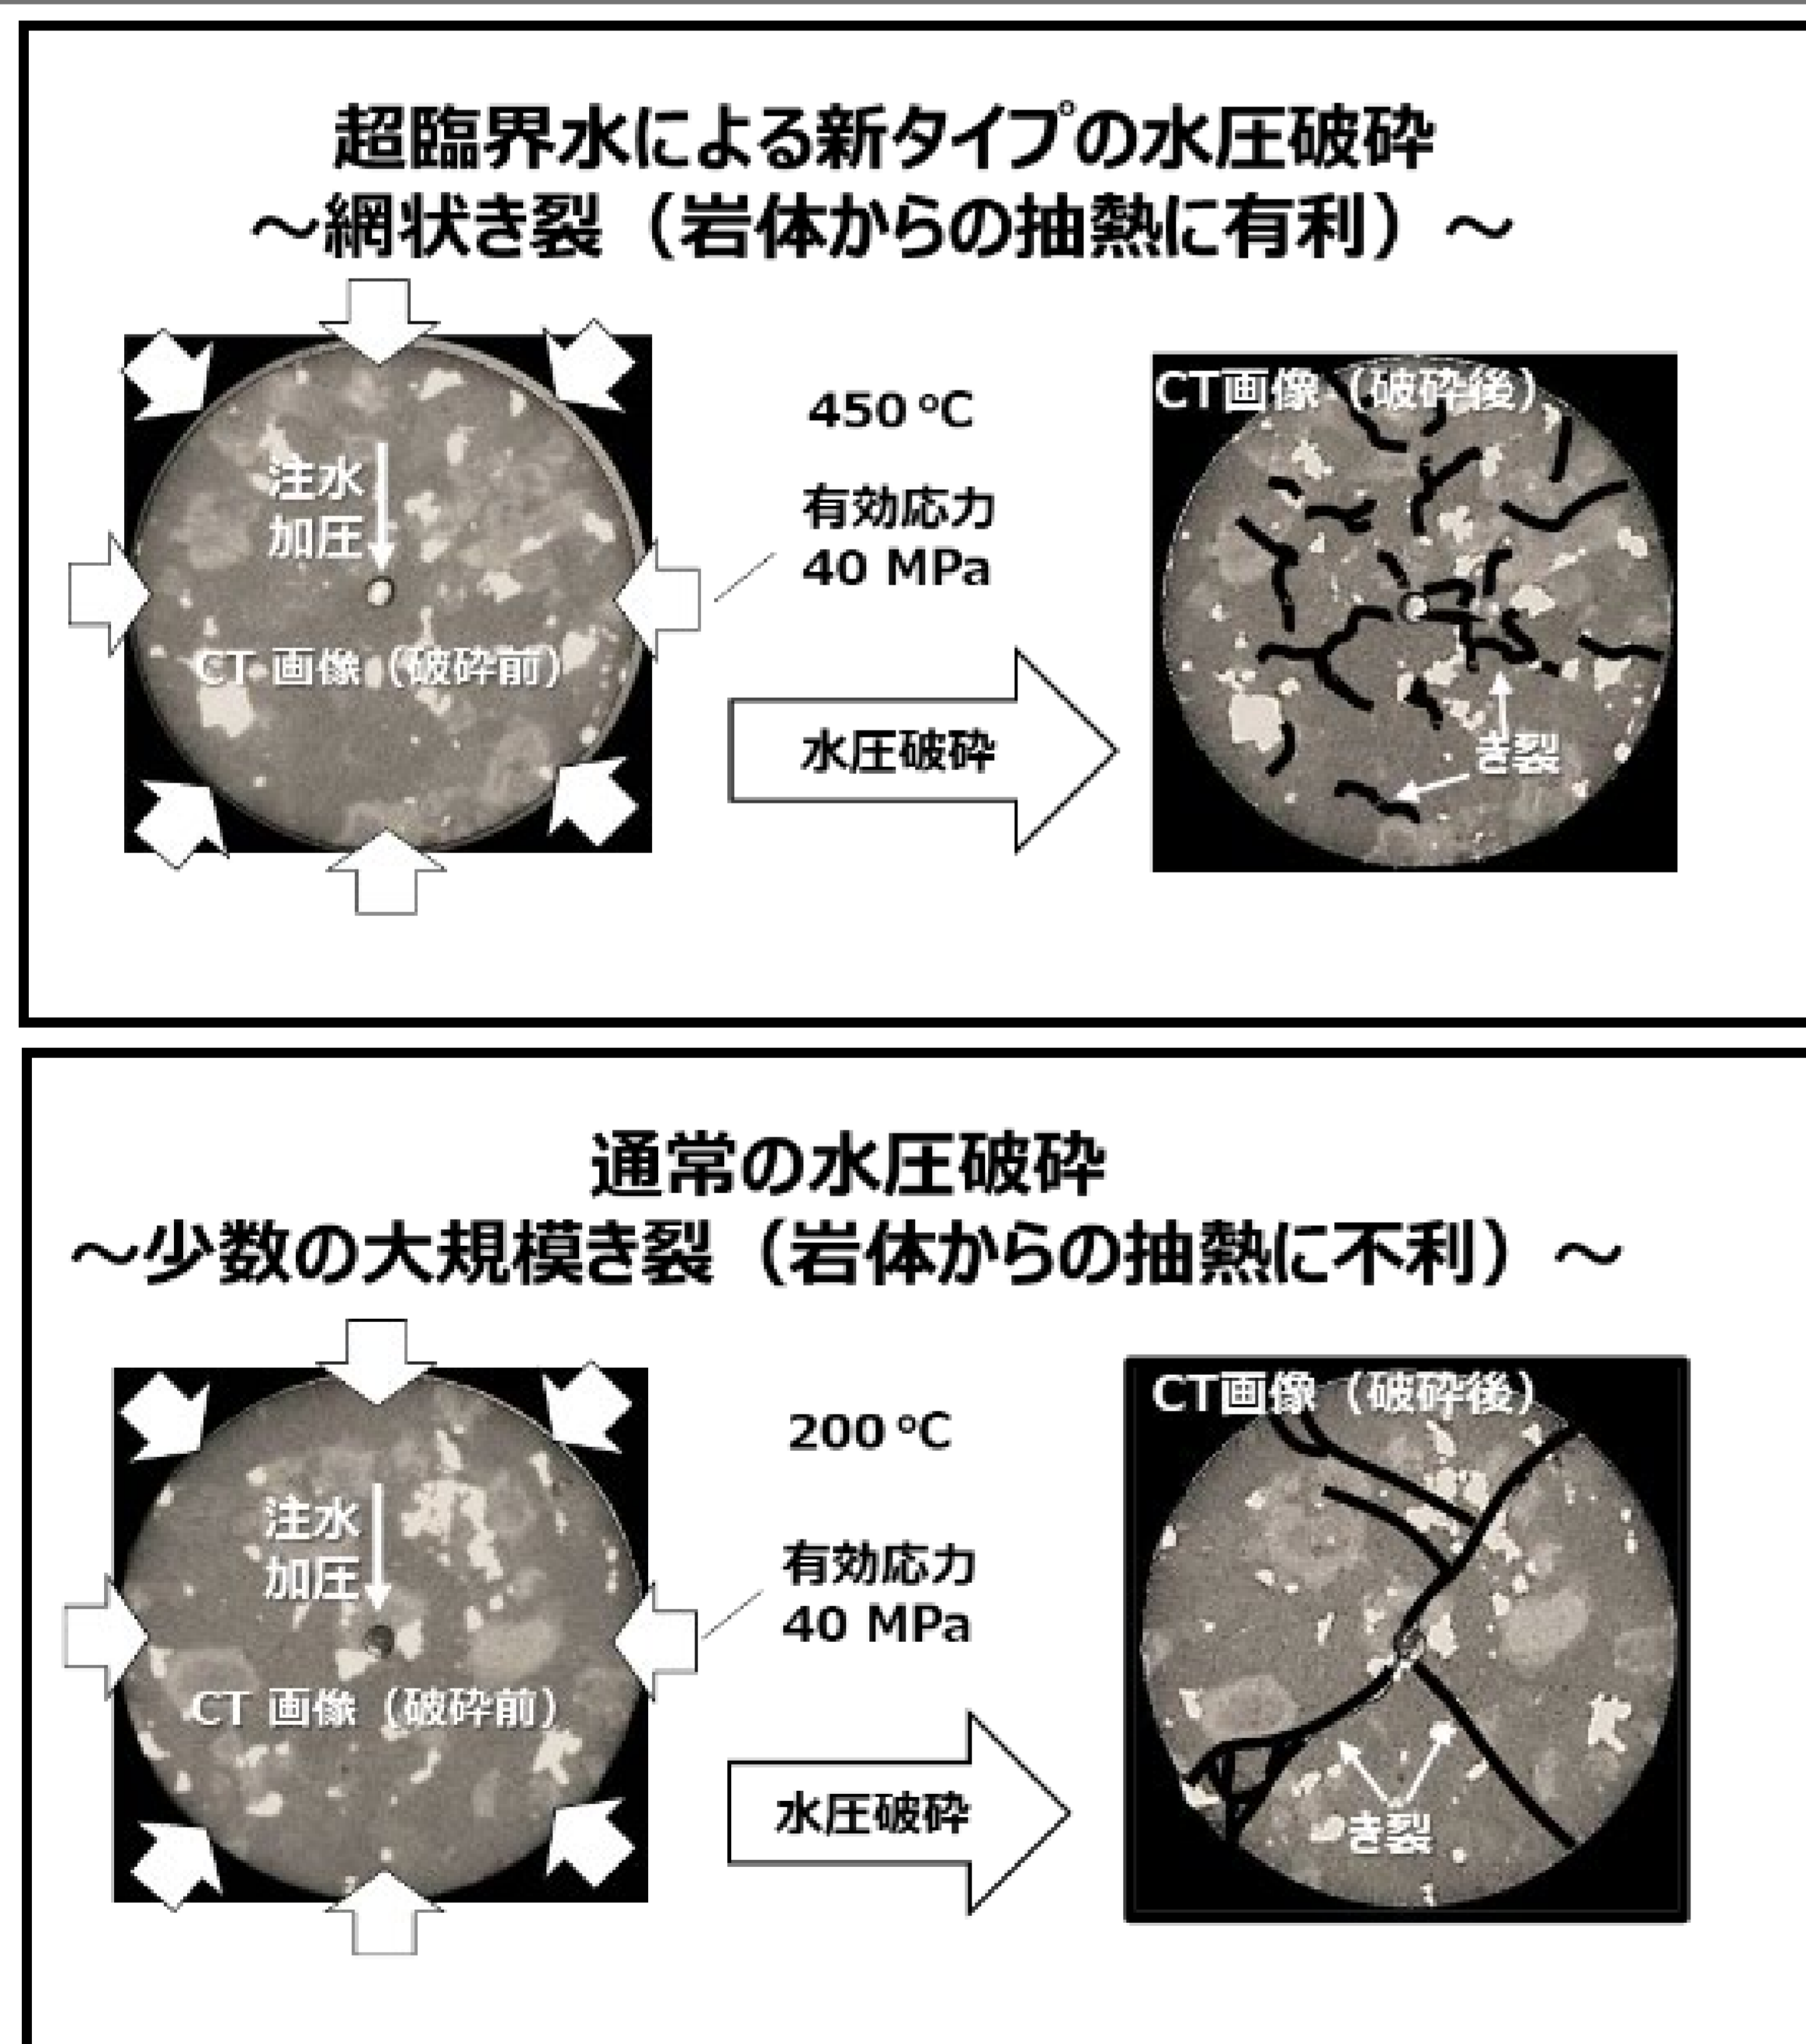 超臨界水による新タイプの水圧破砕
～網状き裂（岩体からの抽熱に有利）～
注水
加圧
CT 画像（破砕前）
450 ℃
有効応力
40 MPa
水圧破砕
CT画像（破砕後）
き裂
通常の水圧破砕
～少数の大規模き裂（岩体からの抽熱に不利）～
注水
加圧
CT 画像（破砕前）
200 ℃
有効応力
40 MPa
水圧破砕
CT画像（破砕後）
き裂